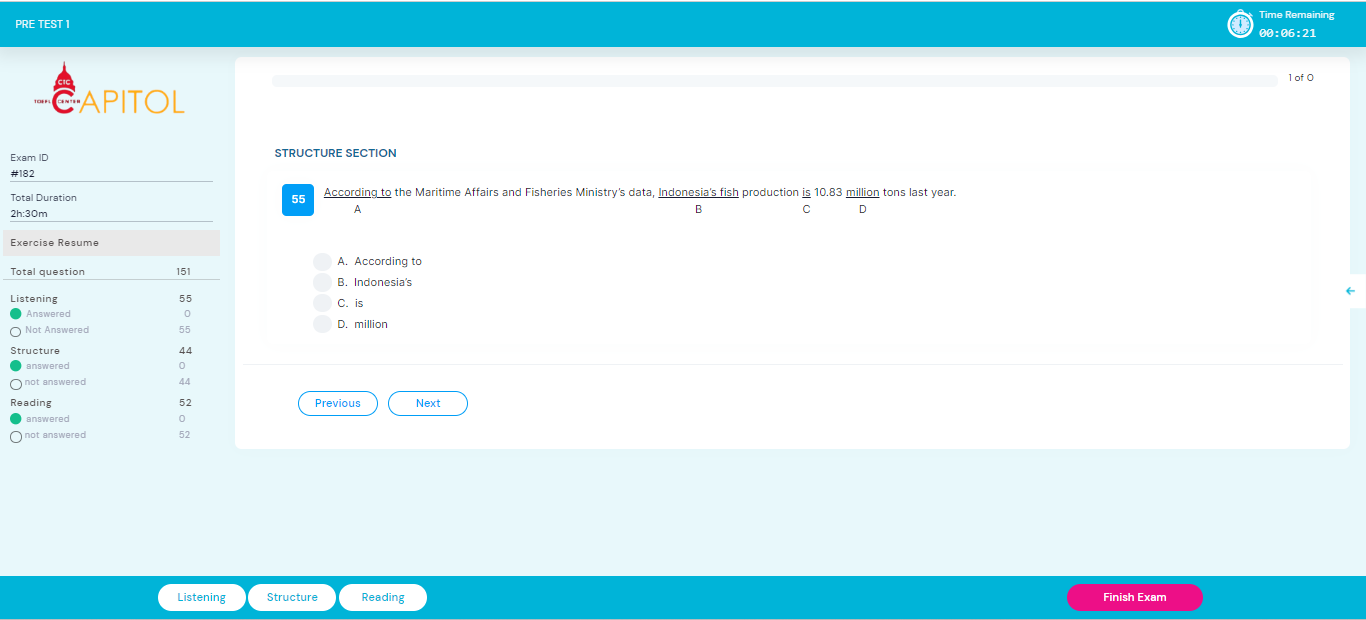 PRE TEST 1
Time Remaining
00:06:21
CTC
TOEFL CENTER
CAPITOL
Exam ID
#182
Total Duration
2h:30m
Exercise Resume
Total question 151
Listening 55
Answered 0
Not Answered 55
Structure 44
answered 0
not answered 44
Reading 52
answered 0
not answered 52
1 of 0
STRUCTURE SECTION
55 According to the Maritime Affairs and Fisheries Ministry's data, Indonesia's fish production is 10.83 million tons last year.
A B C D
A. According to
B. Indonesia's
C. is
D. million
Previous Next
Listening Structure Reading Finish Exam